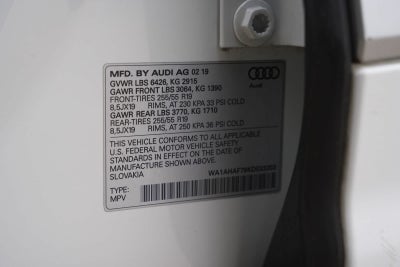 MFD. BY AUDI AG 02 19
GVWR LBS 6426, KG 2915
GAWR FRONT LBS 3064, KG 1390
FRONT-TIRES 255/55 R19
8,5JX19 RIMS, AT 230 KPA 33 PSI COLD
GAWR REAR LBS 3770, KG 1710
REAR-TIRES 255/55 R19
8,5JX19 RIMS, AT 250 KPA 36 PSI COLD
Audi
THIS VEHICLE CONFORMS TO ALL APPLICABLE
U.S. FEDERAL MOTOR VEHICLE SAFETY
STANDARDS IN EFFECT ON THE DATE OF
MANUFACTURE SHOWN ABOVE.
SLOVAKIA
TYPE:
MPV